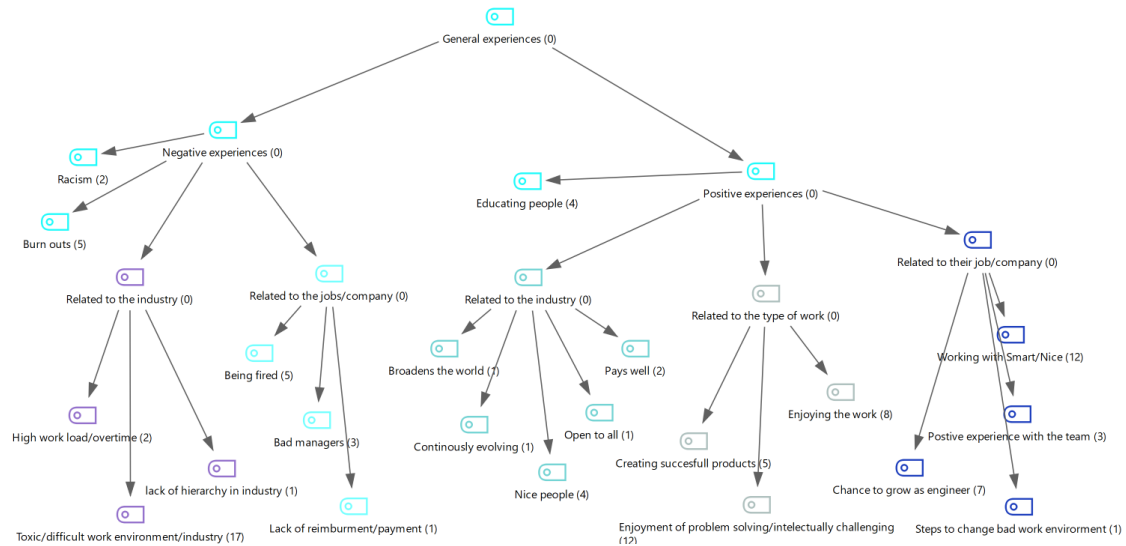 General experiences (0)
Negative experiences (0)
Racism (2)
Burn outs (5)
Positive experiences (0)
Educating people (4)
Related to the industry (0)
Related to the jobs/company (0)
Related to the industry (0)
Related to the type of work (0)
Related to their job/company (0)
High work load/overtime (2)
lack of hierarchy in industry (1)
Toxic/difficult work environment/industry (17)
Being fired (5)
Bad managers (3)
Lack of reimburment/payment (1)
Broadens the world (1)
Continously evolving (1)
Nice people (4)
Open to all (1)
Pays well (2)
Creating succesfull products (5)
Enjoyment of problem solving/intelectually challenging
(12)
Enjoying the work (8)
Working with Smart/Nice (12)
Postive experience with the team (3)
Chance to grow as engineer (7)
Steps to change bad work envirorment (1)